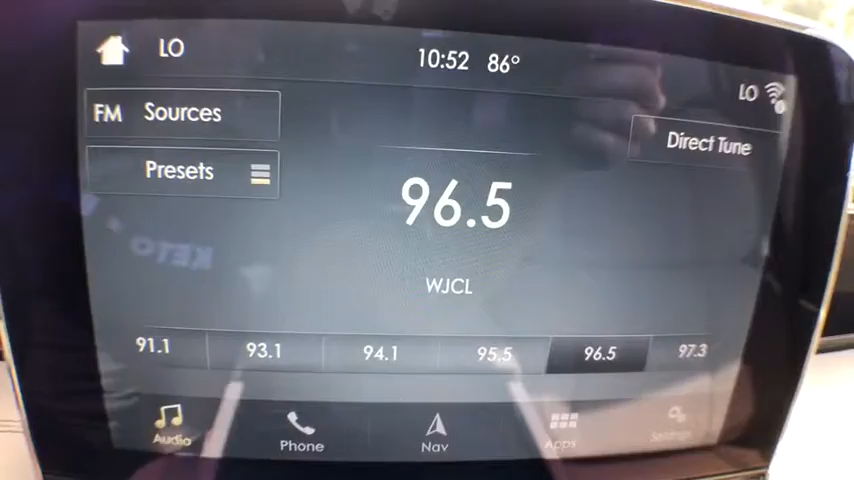 LO 10:52 86° LO
FM Sources
Direct Tune
Presets
96.5
WJCL
91.1 93.1 94.1 95.5 96.5 97.3
Audio Phone Nav Apps Settings